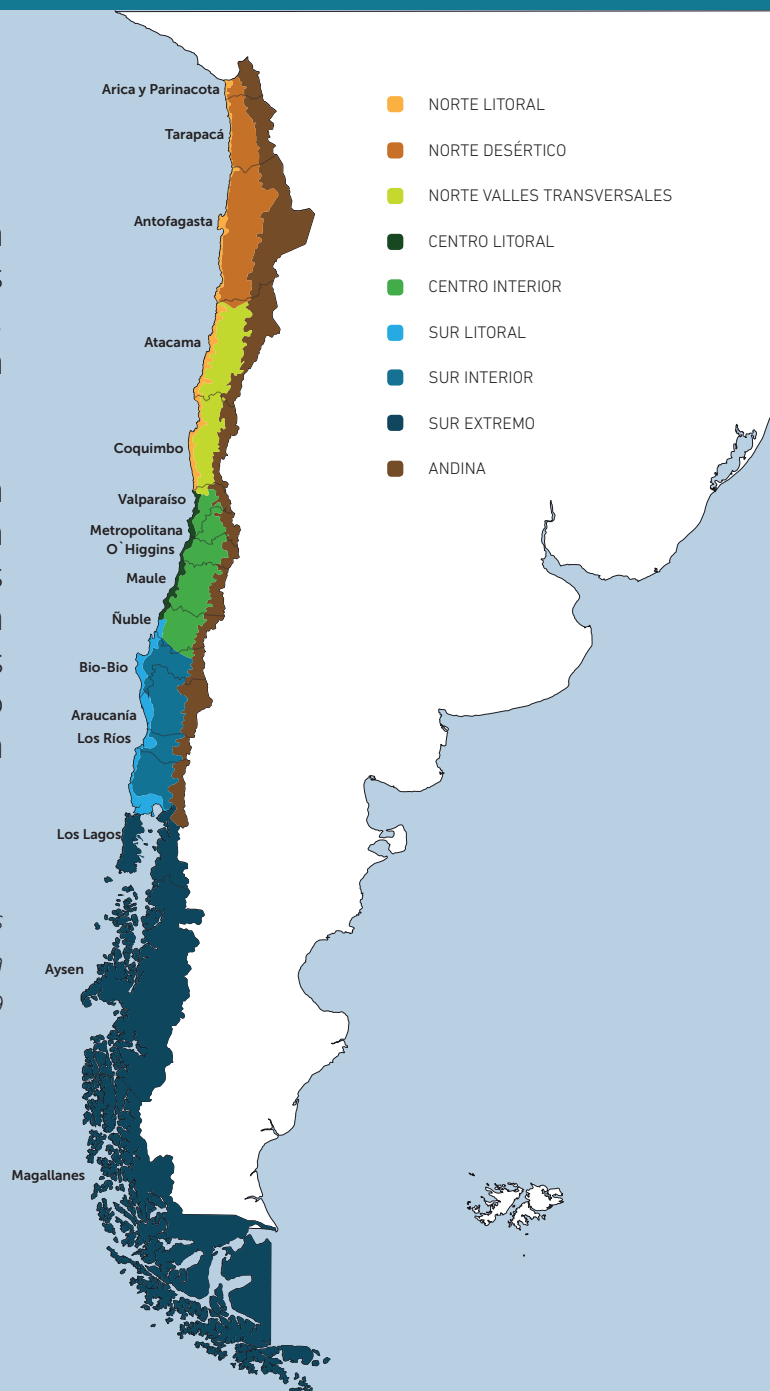 Arica y Parinacota
Tarapacá
Antofagasta
Atacama
Coquimbo
Valparaíso
Metropolitana
O`Higgins
Maule
Ñuble
Bio-Bio
Araucanía
Los Ríos
Los Lagos
Aysen
Magallanes
NORTE LITORAL
NORTE DESÉRTICO
NORTE VALLES TRANSVERSALES
CENTRO LITORAL
CENTRO INTERIOR
SUR LITORAL
SUR INTERIOR
SUR EXTREMO
ANDINA